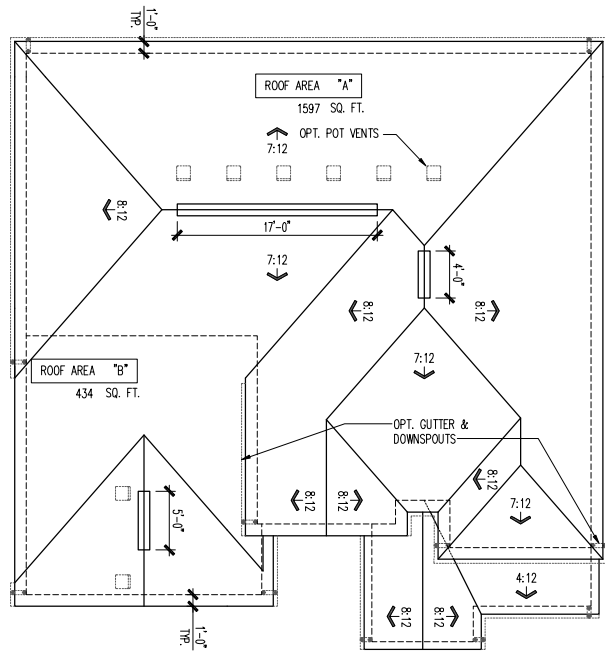 1'-0"
TYP.
ROOF AREA "A"
1597 SQ. FT.
OPT. POT VENTS
7:12
8:12
17'-0"
7:12
4'-0"
8:12
8:12
7:12
ROOF AREA "B"
434 SQ. FT.
OPT. GUTTER &
DOWNSPOUTS
8:12
8:12
8:12
7:12
5'-0"
4:12
8:12
8:12
1'-0"
TYP.